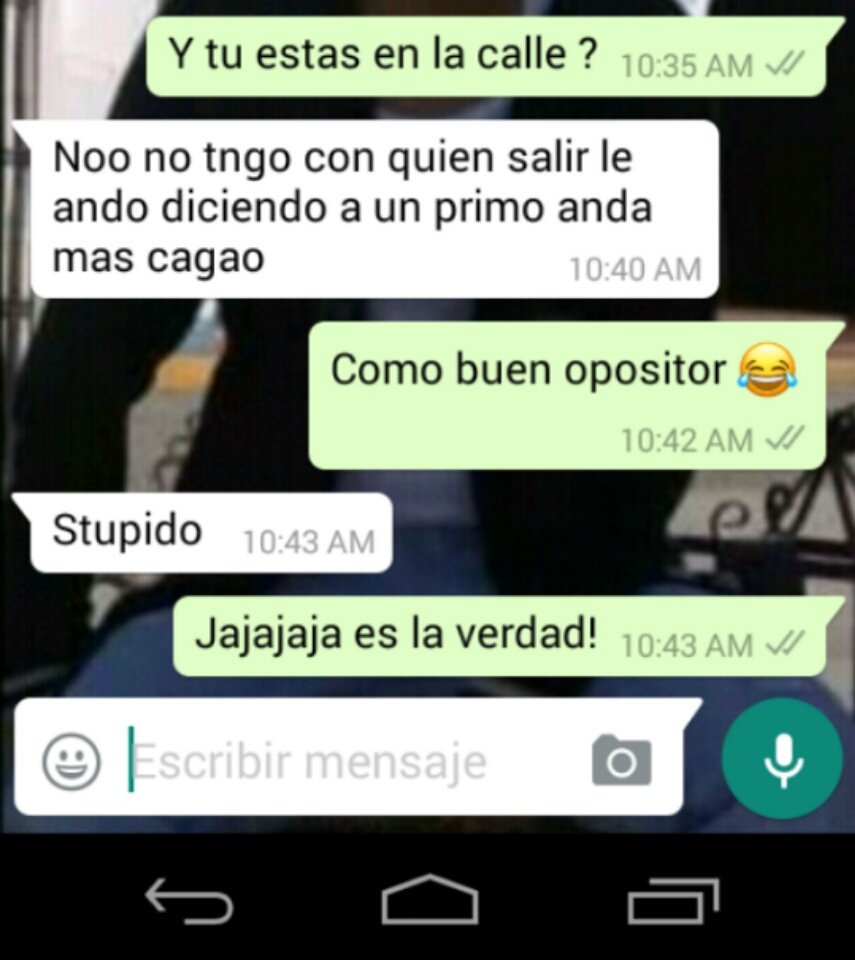 Y tu estas en la calle ? 10:35 AM
Noo no tngo con quien salir le
ando diciendo a un primo anda
mas cagao 10:40 AM
Como buen opositor 😂
10:42 AM
Stupido 10:43 AM
Jajajaja es la verdad! 10:43 AM
Escribir mensaje